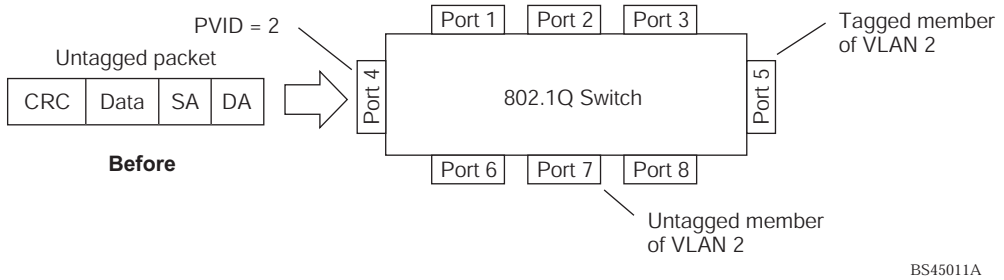 PVID = 2
Port 1
Port 2
Port 3
Tagged member
of VLAN 2
Untagged packet
CRC
Data
SA
DA
Port 4
802.1Q Switch
Port 5
Before
Port 6
Port 7
Port 8
Untagged member
of VLAN 2
BS45011A